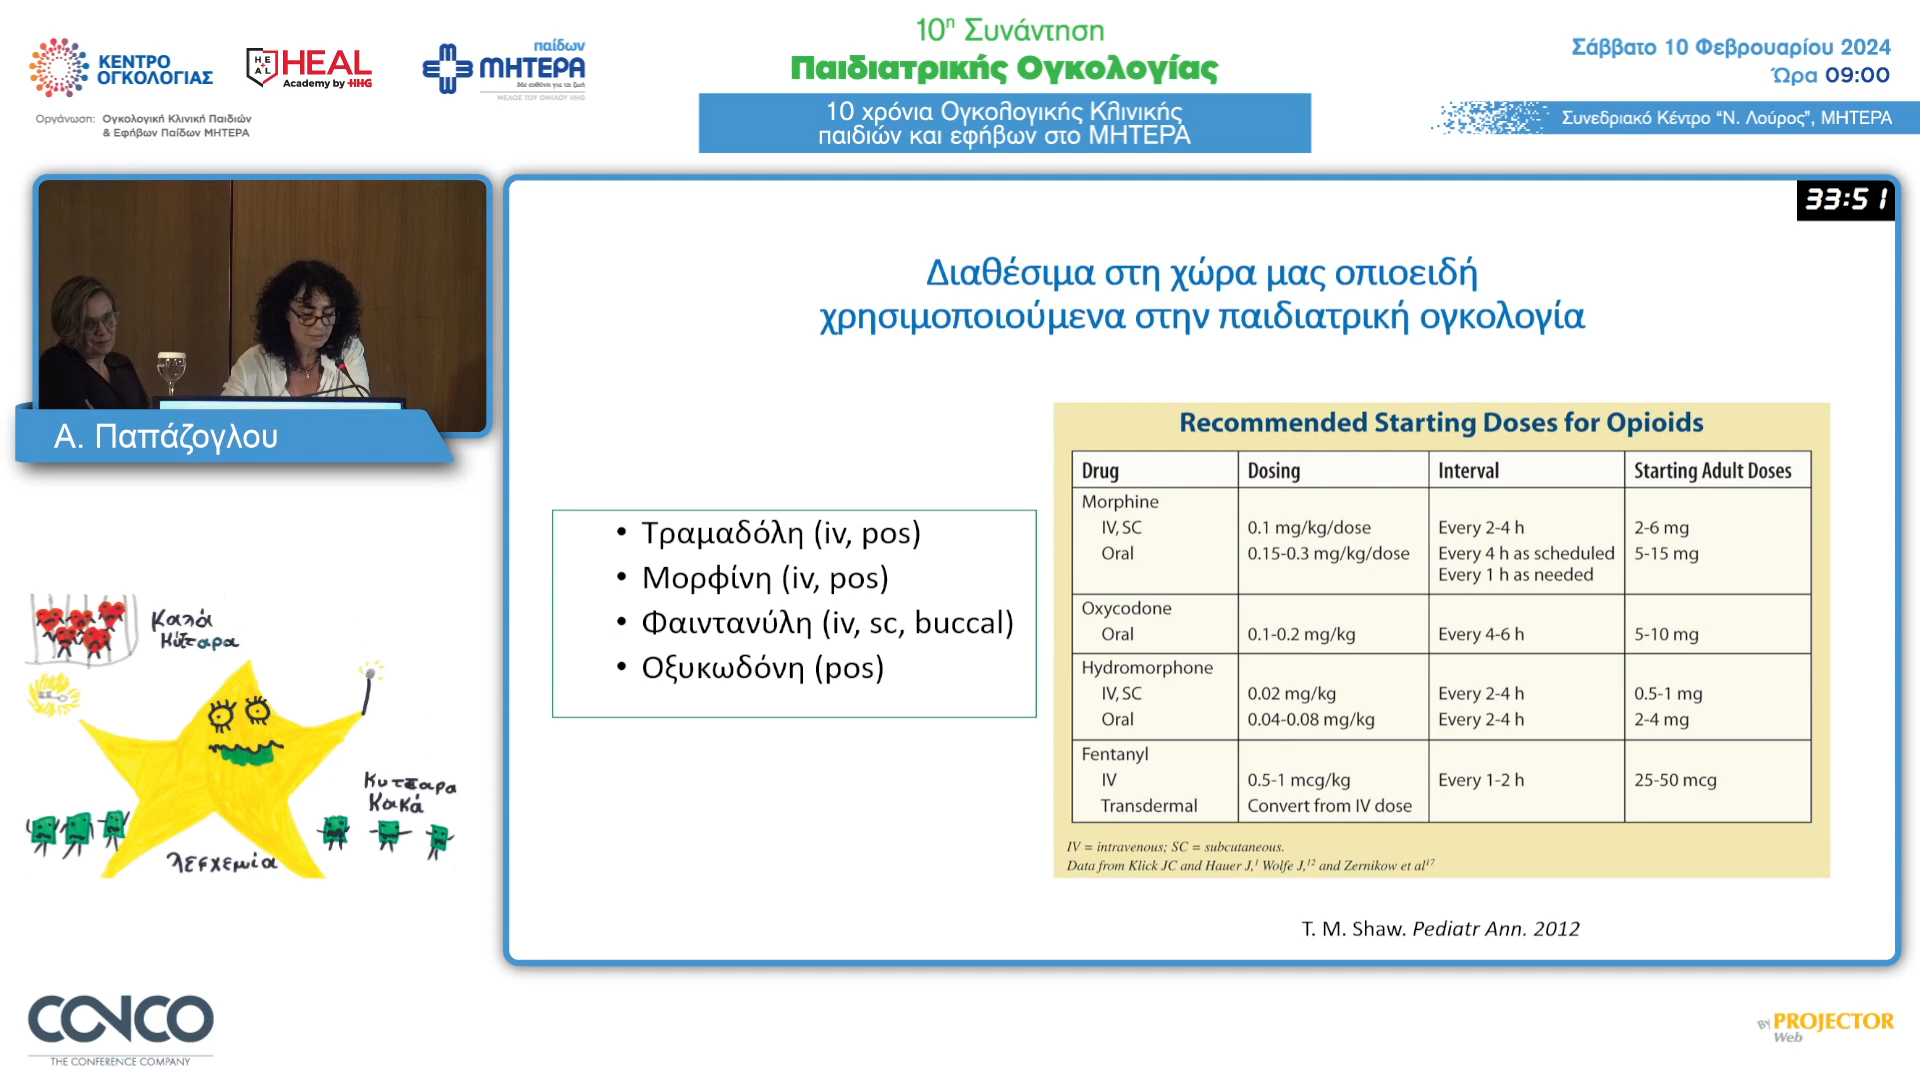 ΚΕΝΤΡΟ
ΟΓΚΟΛΟΓΙΑΣ
HEAL
HEAL
Academy by HHG
παίδων
ΜΗΤΕΡΑ
Με ευθύνη για τη ζωή
ΜΕΛΟΣ ΤΟΥ ΟΜΙΛΟΥ HHG
Οργάνωση: Ογκολογική Κλινική Παιδιών
& Εφήβων Παίδων ΜΗΤΕΡΑ
10η Συνάντηση
Παιδιατρικής Ογκολογίας
10 χρόνια Ογκολογικής Κλινικής
παιδιών και εφήβων στο ΜΗΤΕΡΑ
Σάββατο 10 Φεβρουαρίου 2024
Ώρα 09:00
Συνεδριακό Κέντρο “Ν. Λούρος”, ΜΗΤΕΡΑ
33:51
Α. Παπάζογλου
Διαθέσιμα στη χώρα μας οπιοειδή
χρησιμοποιούμενα στην παιδιατρική ογκολογία
• Τραμαδόλη (iv, pos)
• Μορφίνη (iv, pos)
• Φαιντανύλη (iv, sc, buccal)
• Οξυκωδόνη (pos)
Recommended Starting Doses for Opioids
Drug Dosing Interval Starting Adult Doses
Morphine
IV, SC 0.1 mg/kg/dose Every 2-4 h 2-6 mg
Oral 0.15-0.3 mg/kg/dose Every 4 h as scheduled 5-15 mg
Every 1 h as needed
Oxycodone
Oral 0.1-0.2 mg/kg Every 4-6 h 5-10 mg
Hydromorphone
IV, SC 0.02 mg/kg Every 2-4 h 0.5-1 mg
Oral 0.04-0.08 mg/kg Every 2-4 h 2-4 mg
Fentanyl
IV 0.5-1 mcg/kg Every 1-2 h 25-50 mcg
Transdermal Convert from IV dose
IV = intravenous; SC = subcutaneous.
Data from Klick JC and Hauer J,1 Wolfe J,12 and Zernikow et al17
T. M. Shaw. Pediatr Ann. 2012
Καλά
Κύτταρα
Κυτταρα
Κακά
λεγχεμία
CONCO
THE CONFERENCE COMPANY
BY PROJECTOR
Web